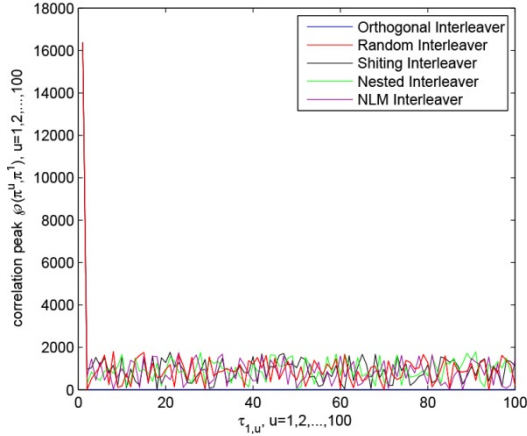 18000
16000
14000
12000
10000
8000
6000
4000
2000
0
correlation peak ℘(π^u,π^1), u=1,2,...,100
Orthogonal Interleaver
Random Interleaver
Shiting Interleaver
Nested Interleaver
NLM Interleaver
0 20 40 60 80 100
τ_{1,u}, u=1,2,...,100